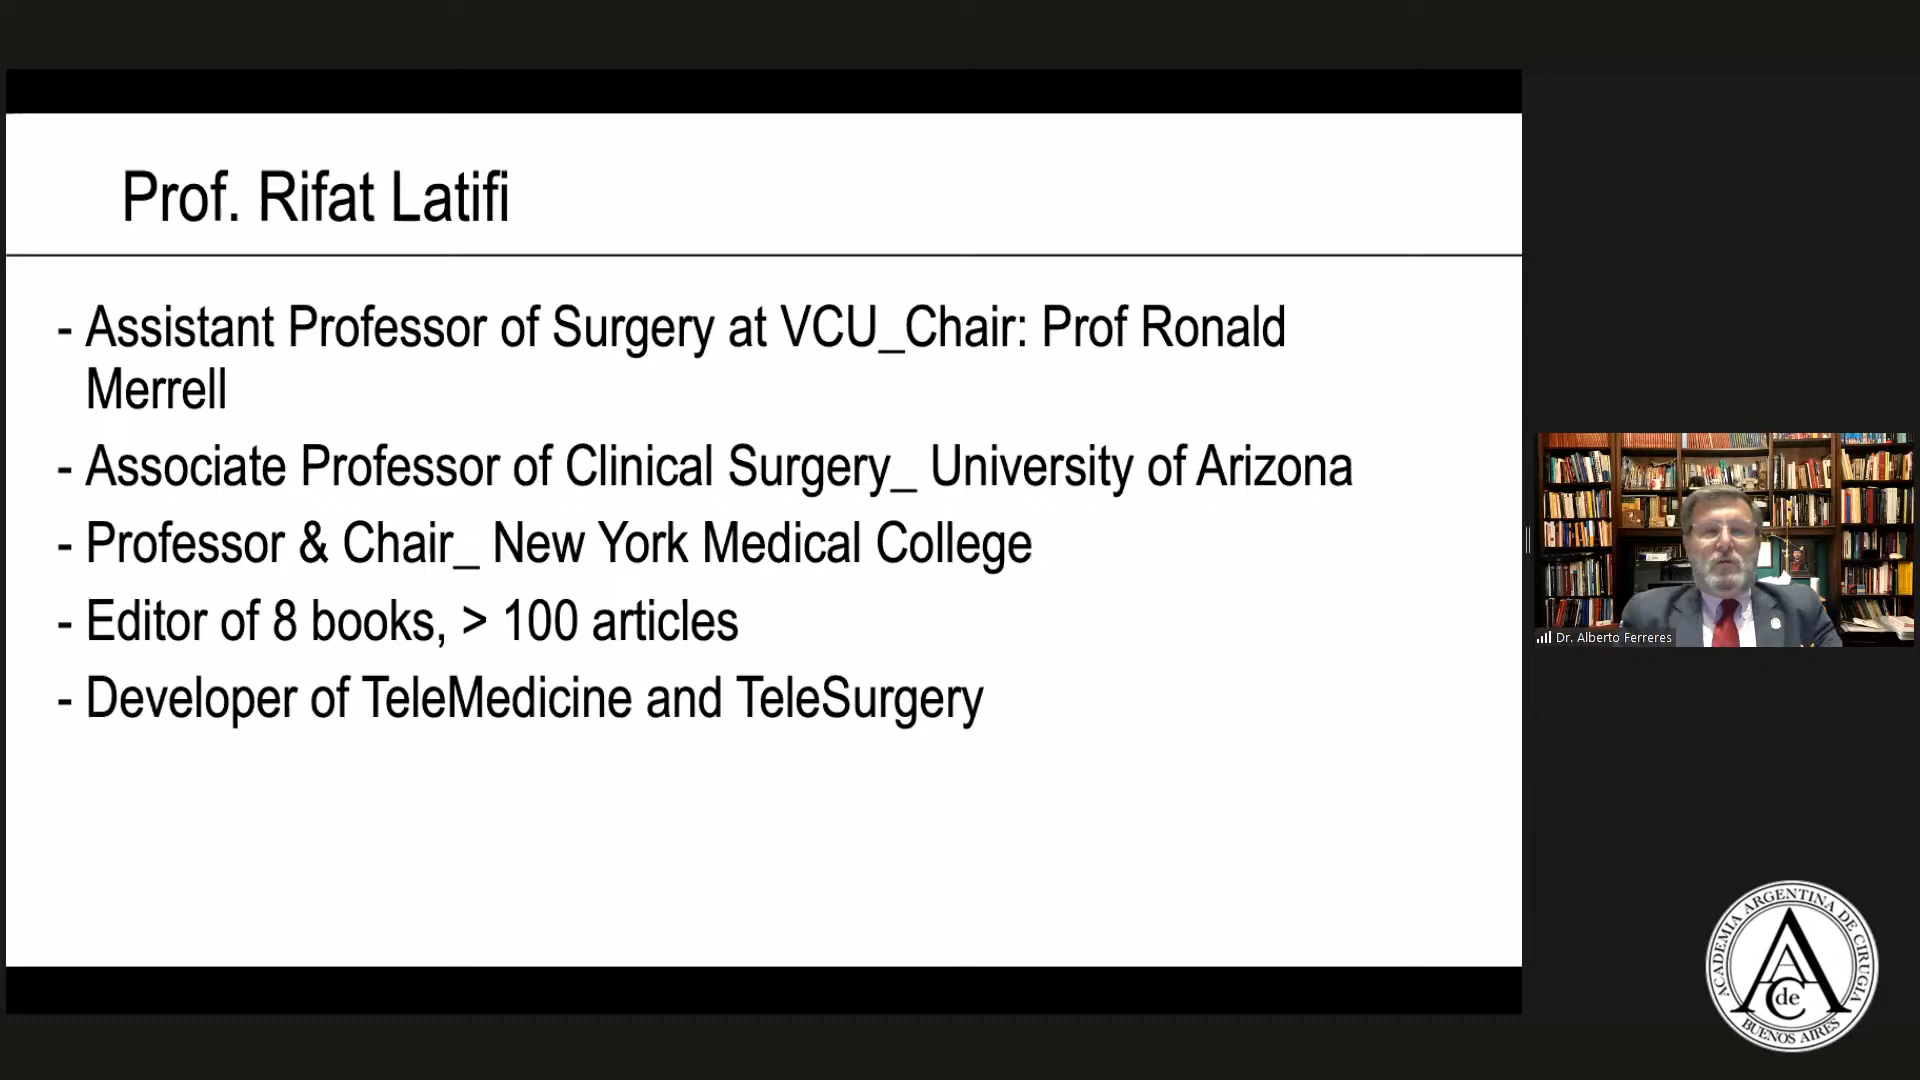 Prof. Rifat Latifi
- Assistant Professor of Surgery at VCU_Chair: Prof Ronald
Merrell
- Associate Professor of Clinical Surgery_ University of Arizona
- Professor & Chair_ New York Medical College
- Editor of 8 books, > 100 articles
- Developer of TeleMedicine and TeleSurgery
Dr. Alberto Ferreres
ACADEMIA ARGENTINA DE CIRUGIA
A
A
C
de
BUENOS AIRES